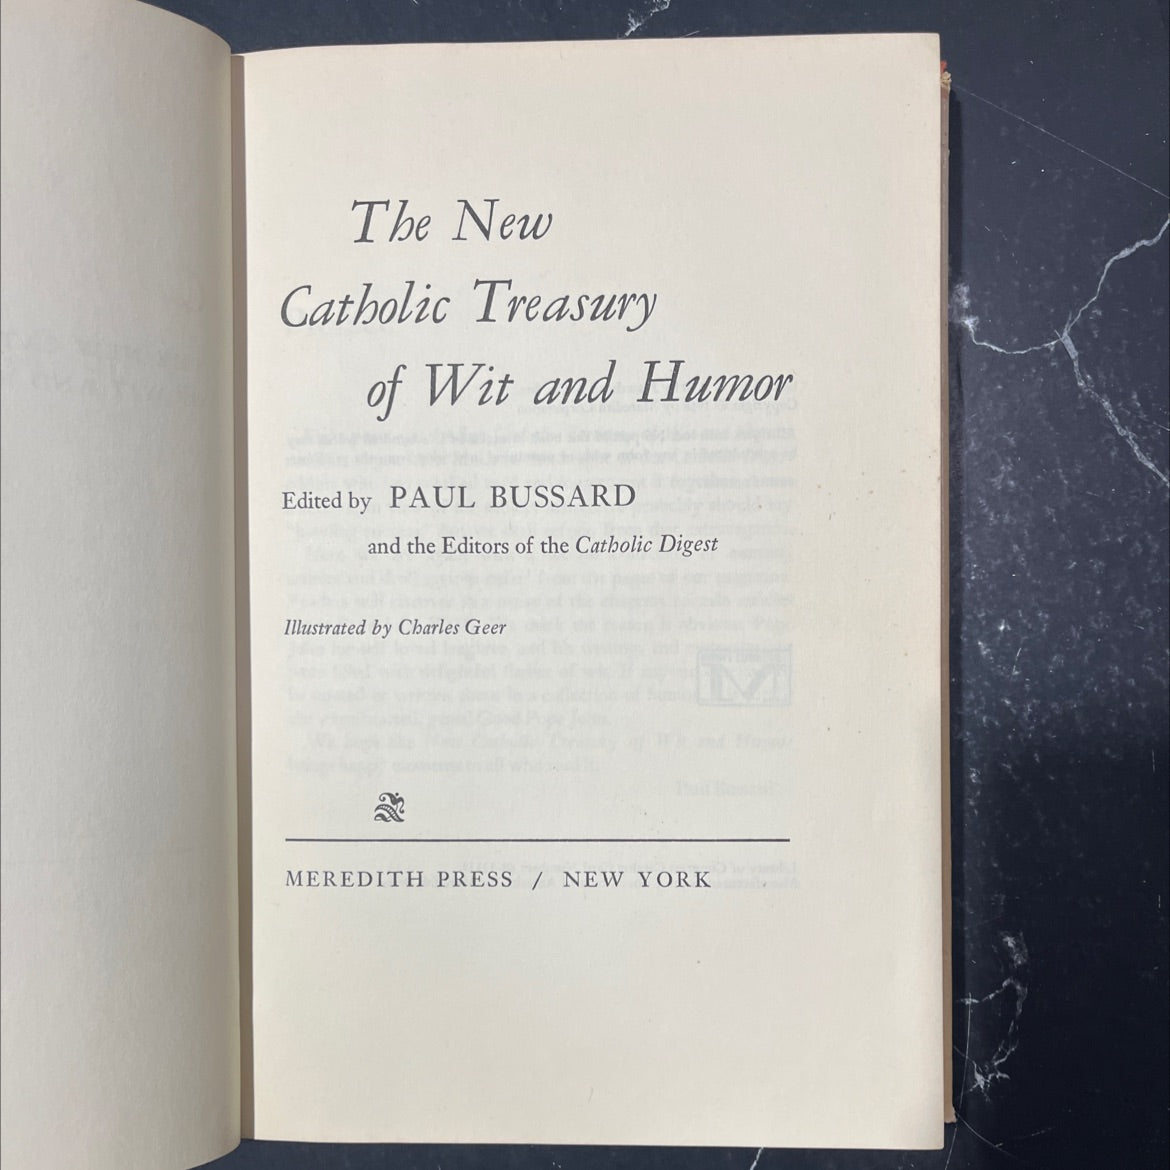 The New
Catholic Treasury
of Wit and Humor
Edited by PAUL BUSSARD
and the Editors of the Catholic Digest
Illustrated by Charles Geer
MEREDITH PRESS / NEW YORK